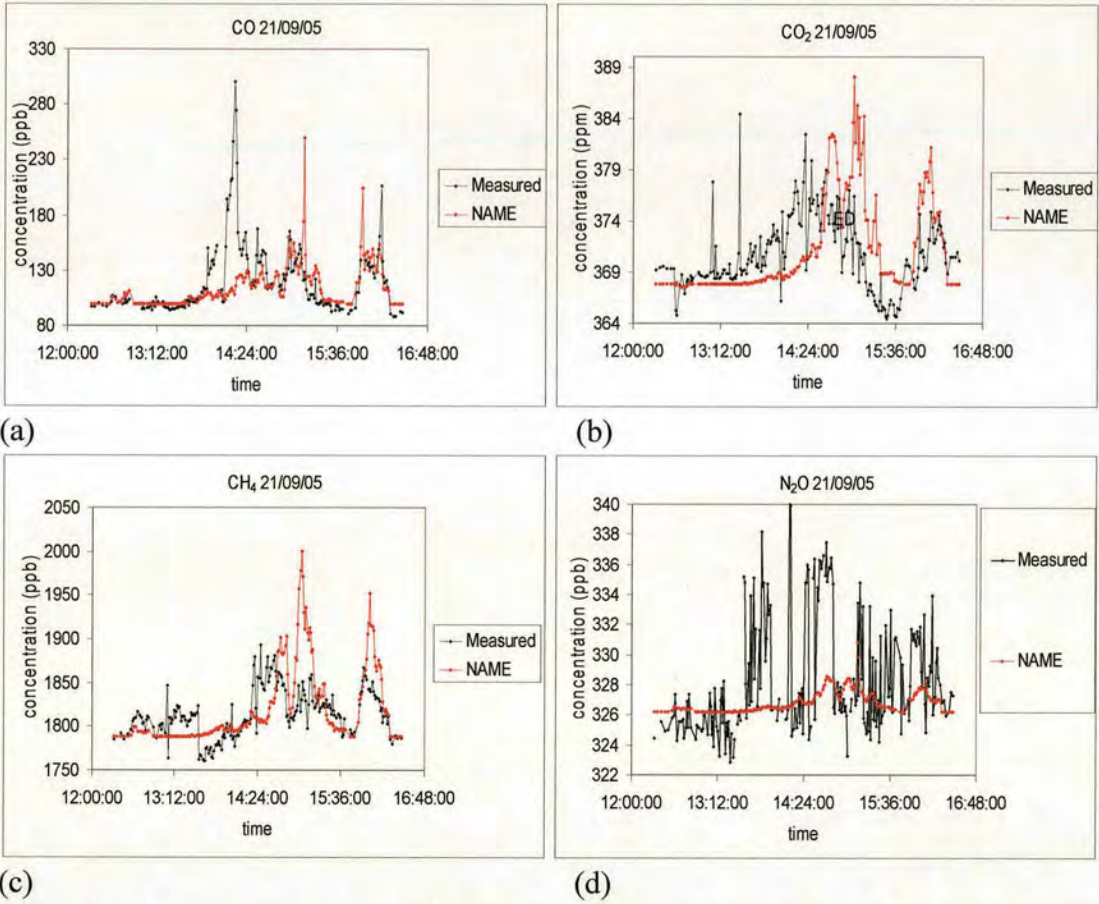 CO 21/09/05
330
280
230
180
130
80
concentration (ppb)
12:00:00 13:12:00 14:24:00 15:36:00 16:48:00
time
Measured
NAME
(a)
CO₂ 21/09/05
389
384
379
374
369
364
concentration (ppm)
ED
12:00:00 13:12:00 14:24:00 15:36:00 16:48:00
time
Measured
NAME
(b)
CH₄ 21/09/05
2050
2000
1950
1900
1850
1800
1750
concentration (ppb)
12:00:00 13:12:00 14:24:00 15:36:00 16:48:00
time
Measured
NAME
(c)
N₂O 21/09/05
340
338
336
334
332
330
328
326
324
322
concentration (ppb)
12:00:00 13:12:00 14:24:00 15:36:00 16:48:00
time
Measured
NAME
(d)